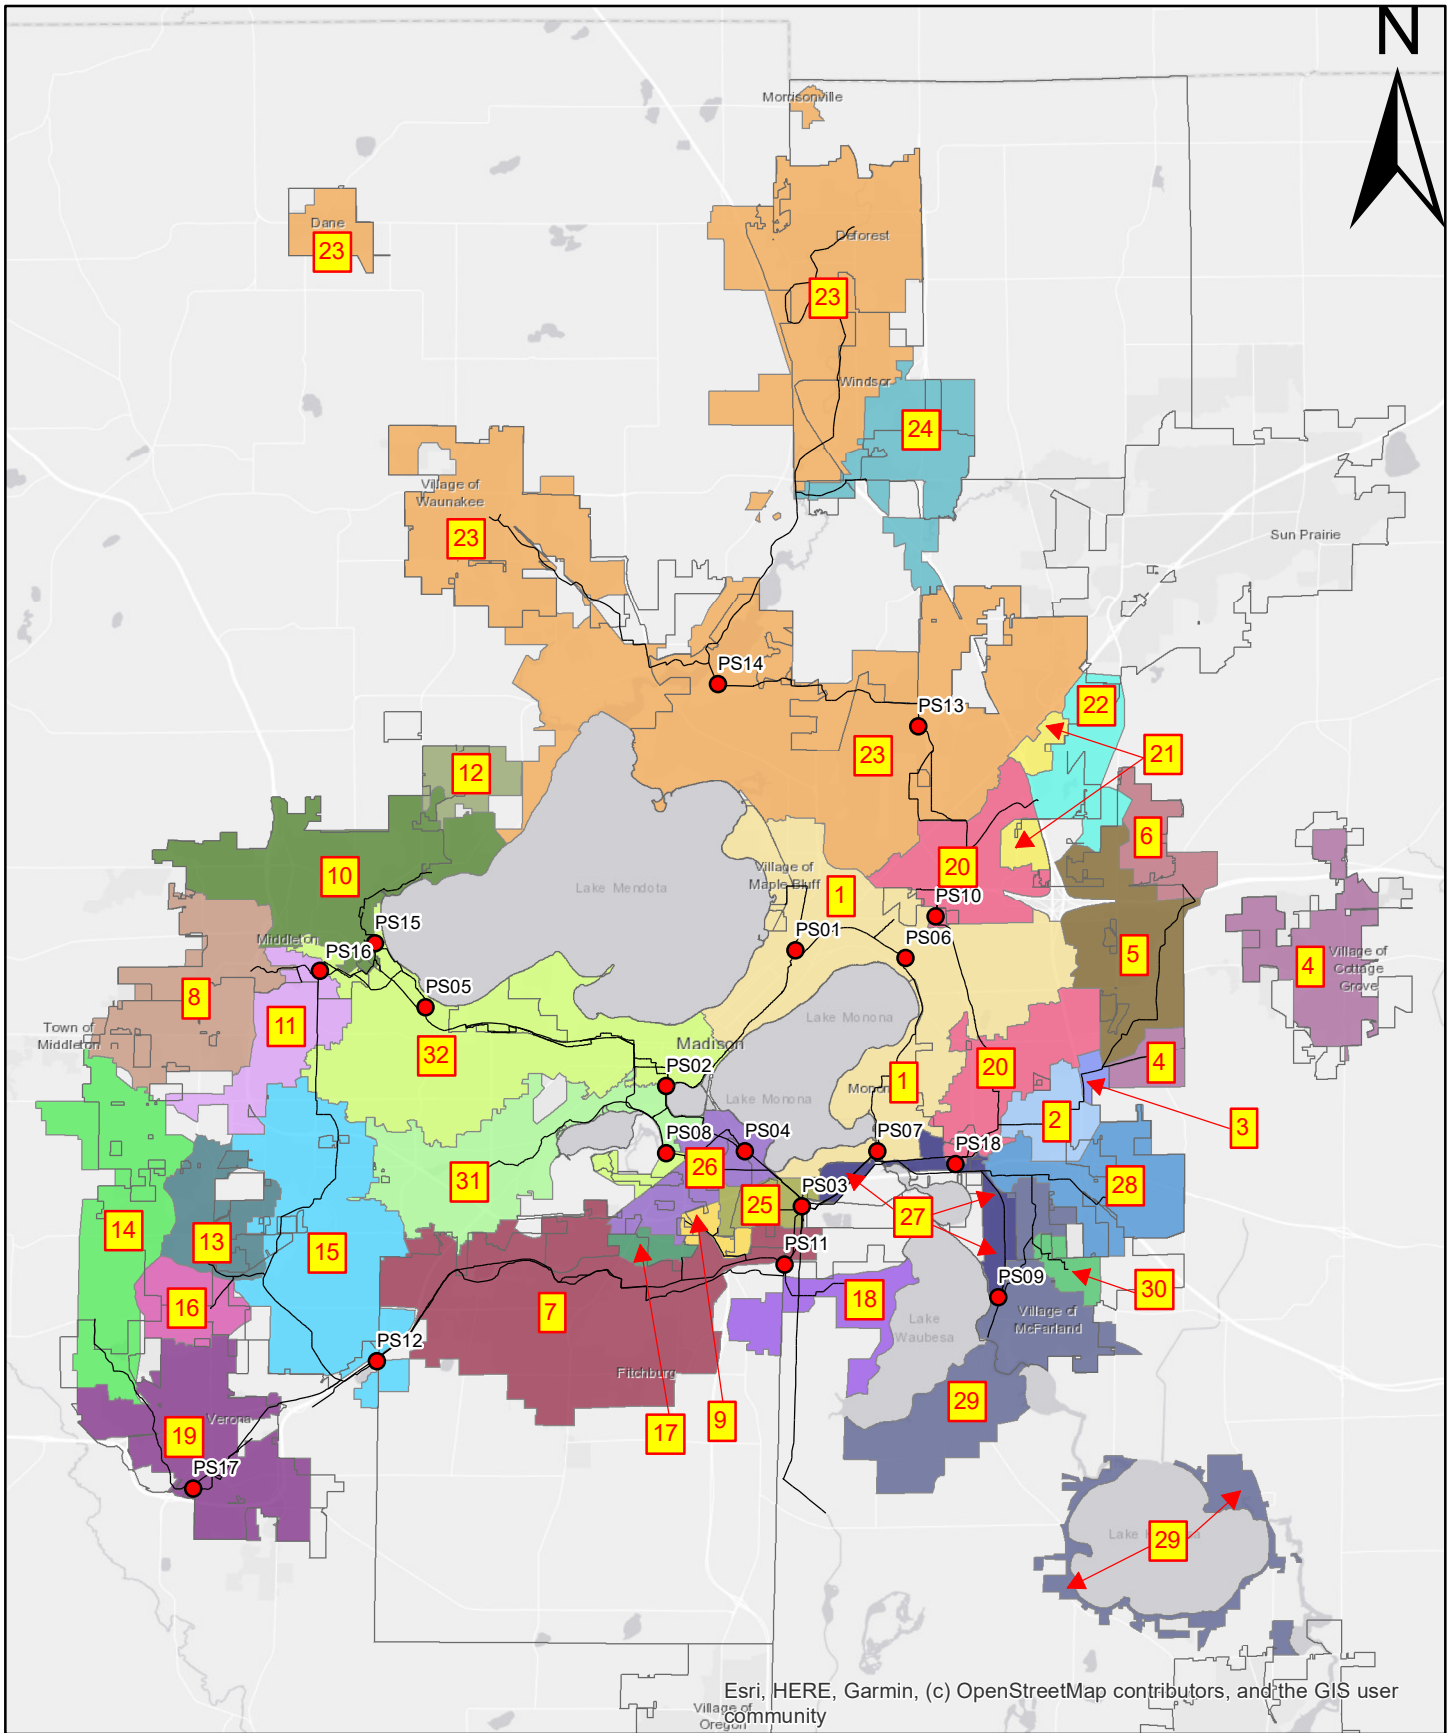 N
Morrisonville
Dane
23
Deforest
23
Windsor
24
Village of
Waunakee
23
Sun Prairie
PS14
PS13
22
23
21
12
6
10
20
Village of
Maple Bluff
1
Lake Mendota
PS10
PS15
PS01
PS06
Middleton
PS16
5
4
Village of
Cottage
Grove
8
PS05
11
Lake Monona
Town of
Middleton
32
Madison
PS02
20
4
1
Lake Monona
2
3
PS08
PS04
PS07
PS18
26
31
28
PS03
25
27
14
13
15
PS11
PS09
30
16
7
18
Village of
McFarland
Lake
Waubesa
PS12
Fitchburg
29
9
17
Verona
19
PS17
Lake
29
Esri, HERE, Garmin, (c) OpenStreetMap contributors, and the GIS user
community
Village of
Oregon